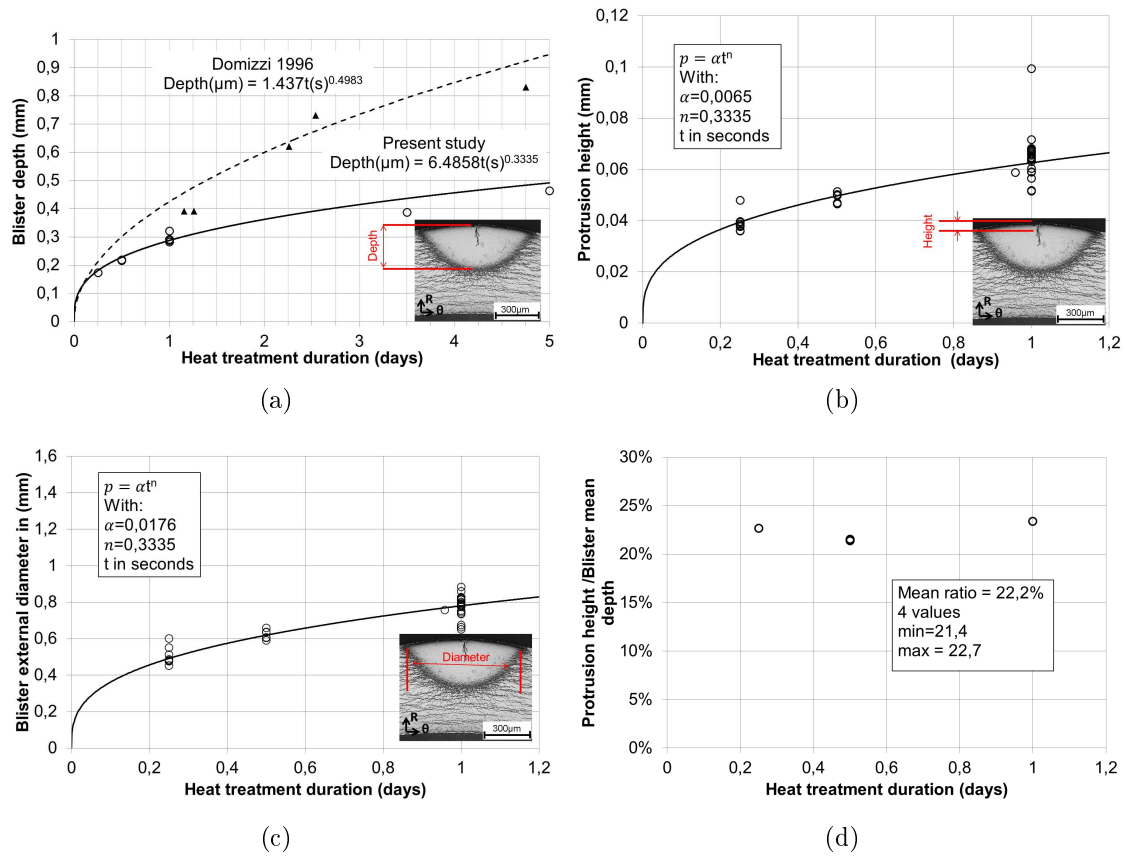 1
0,9
0,8
0,7
0,6
0,5
0,4
0,3
0,2
0,1
0
Blister depth (mm)
Domizzi 1996
Depth(µm) = 1.437t(s)^0.4983
Present study
Depth(µm) = 6.4858t(s)^0.3335
Depth
R
θ
300µm
0 1 2 3 4 5
Heat treatment duration (days)
(a)
0,12
0,1
0,08
0,06
0,04
0,02
0
Protrusion height (mm)
p = αtⁿ
With:
α=0,0065
n=0,3335
t in seconds
Height
R
θ
300µm
0 0,2 0,4 0,6 0,8 1 1,2
Heat treatment duration (days)
(b)
1,6
1,4
1,2
1
0,8
0,6
0,4
0,2
0
Blister external diameter in (mm)
p = αtⁿ
With:
α=0,0176
n=0,3335
t in seconds
Diameter
R
θ
300µm
0 0,2 0,4 0,6 0,8 1 1,2
Heat treatment duration (days)
(c)
30%
25%
20%
15%
10%
5%
0%
Protrusion height /Blister mean
depth
Mean ratio = 22,2%
4 values
min=21,4
max = 22,7
0 0,2 0,4 0,6 0,8 1 1,2
Heat treatment duration (days)
(d)